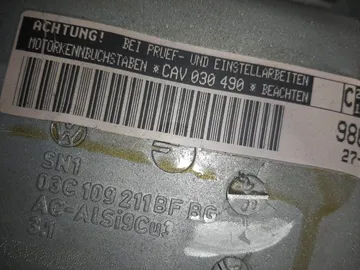 ACHTUNG! BEI PRUEF- UND EINSTELLARBEITEN
MOTORKENNBUCHSTABEN *CAV 030 490 * BEACHTEN
SN1
03C 109 211 BF BG
AC-AlSi9Cu3
3.1